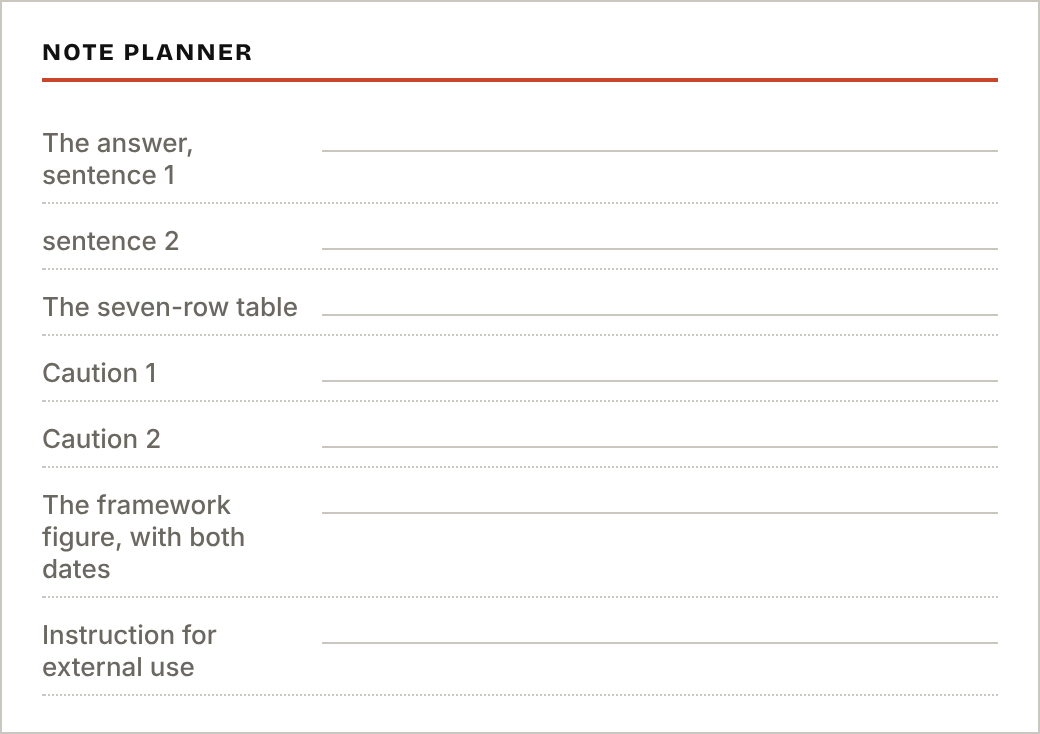 NOTE PLANNER
The answer,
sentence 1
sentence 2
The seven-row table
Caution 1
Caution 2
The framework
figure, with both
dates
Instruction for
external use